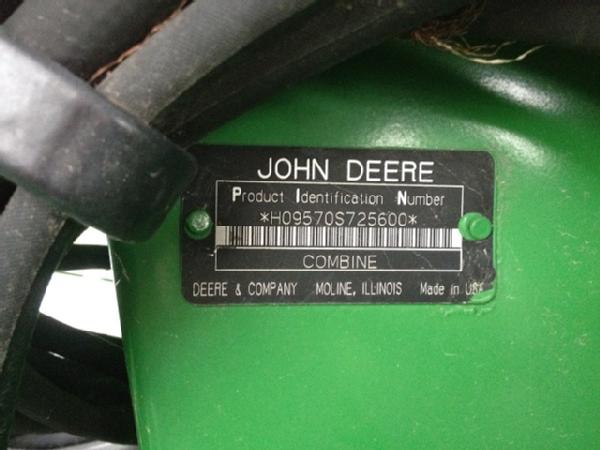 JOHN DEERE
Product Identification Number
*H09570S725600*
COMBINE
DEERE & COMPANY MOLINE, ILLINOIS Made in USA